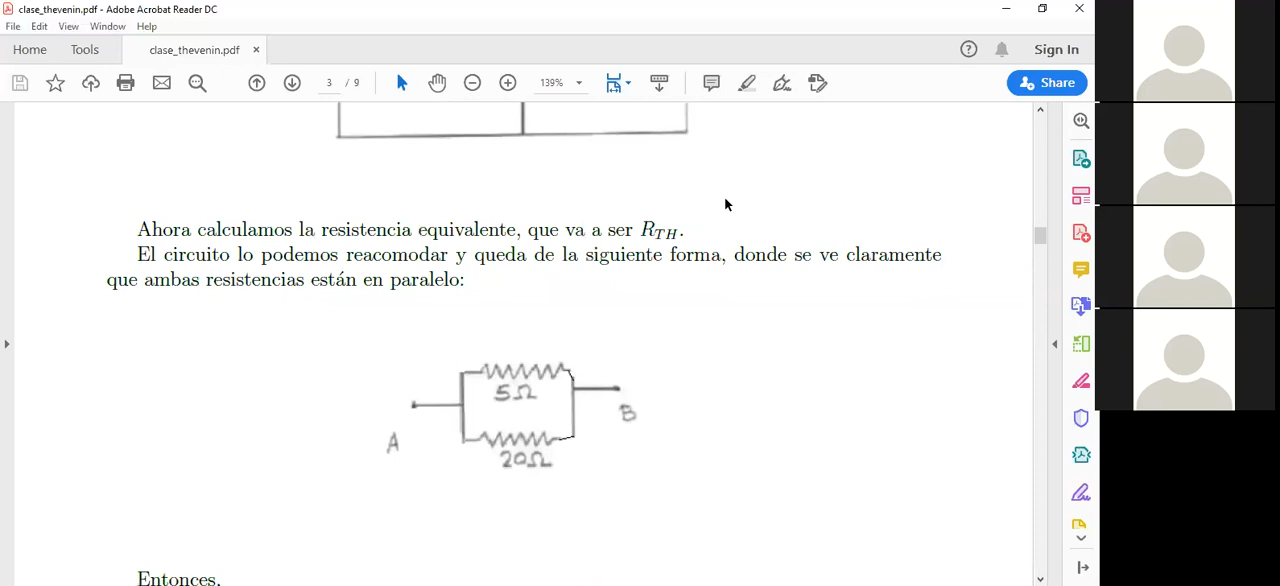 clase_thevenin.pdf - Adobe Acrobat Reader DC
File Edit View Window Help
Home Tools clase_thevenin.pdf × Sign In
3 / 9 139% Share
Ahora calculamos la resistencia equivalente, que va a ser R_TH.
El circuito lo podemos reacomodar y queda de la siguiente forma, donde se ve claramente
que ambas resistencias están en paralelo:
5Ω
A B
20Ω
Entonces,